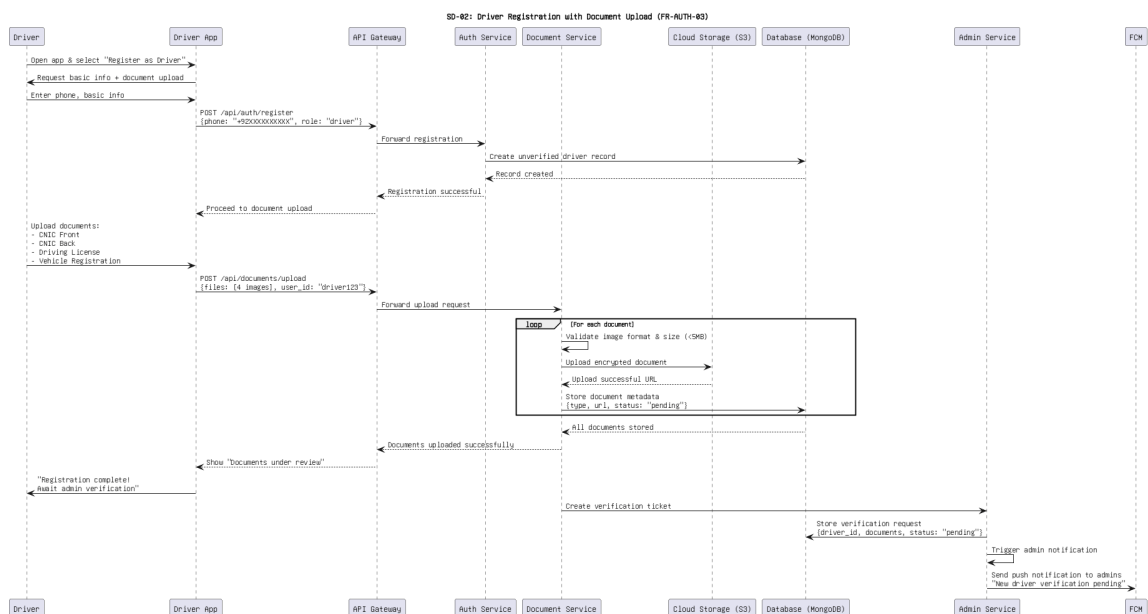 SD-02: Driver Registration with Document Upload (FR-AUTH-03)
Driver
Driver App
API Gateway
Auth Service
Document Service
Cloud Storage (S3)
Database (MongoDB)
Admin Service
FCM
Open app & select "Register as Driver"
Request basic info + document upload
Enter phone, basic info
POST /api/auth/register
{phone: "+92XXXXXXXXXX", role: "driver"}
Forward registration
Create unverified driver record
Record created
Registration successful
Proceed to document upload
Upload documents:
- CNIC Front
- CNIC Back
- Driving License
- Vehicle Registration
POST /api/documents/upload
{files: [4 images], user_id: "driver123"}
Forward upload request
loop
[For each document]
Validate image format & size (<5MB)
Upload encrypted document
Upload successful URL
Store document metadata
{type, url, status: "pending"}
All documents stored
Documents uploaded successfully
Show "Documents under review"
"Registration complete!
Await admin verification"
Create verification ticket
Store verification request
{driver_id, documents, status: "pending"}
Trigger admin notification
Send push notification to admins
"New driver verification pending"
Driver
Driver App
API Gateway
Auth Service
Document Service
Cloud Storage (S3)
Database (MongoDB)
Admin Service
FCM